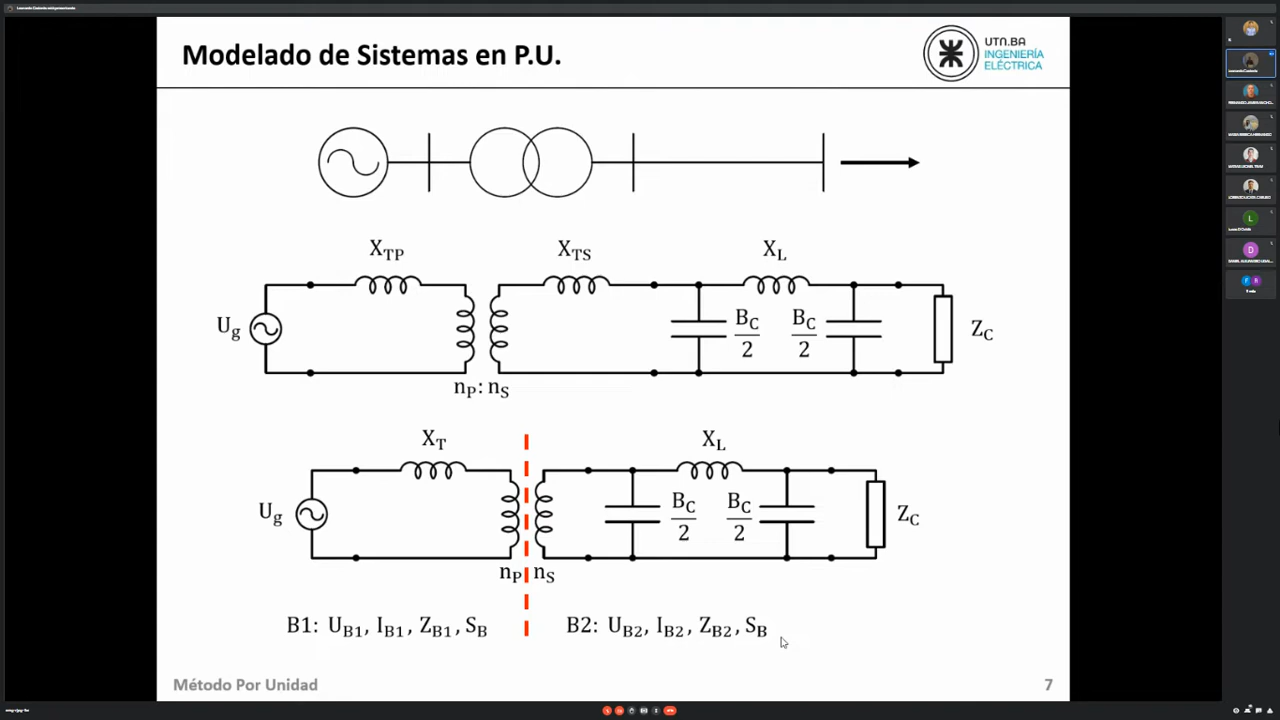 Modelado de Sistemas en P.U.
UTN.BA
INGENIERÍA
ELÉCTRICA
X_TP
X_TS
X_L
U_g
B_C/2
B_C/2
Z_C
n_P: n_S
X_T
X_L
U_g
B_C/2
B_C/2
Z_C
n_P n_S
B1: U_B1, I_B1, Z_B1, S_B
B2: U_B2, I_B2, Z_B2, S_B
Método Por Unidad
7